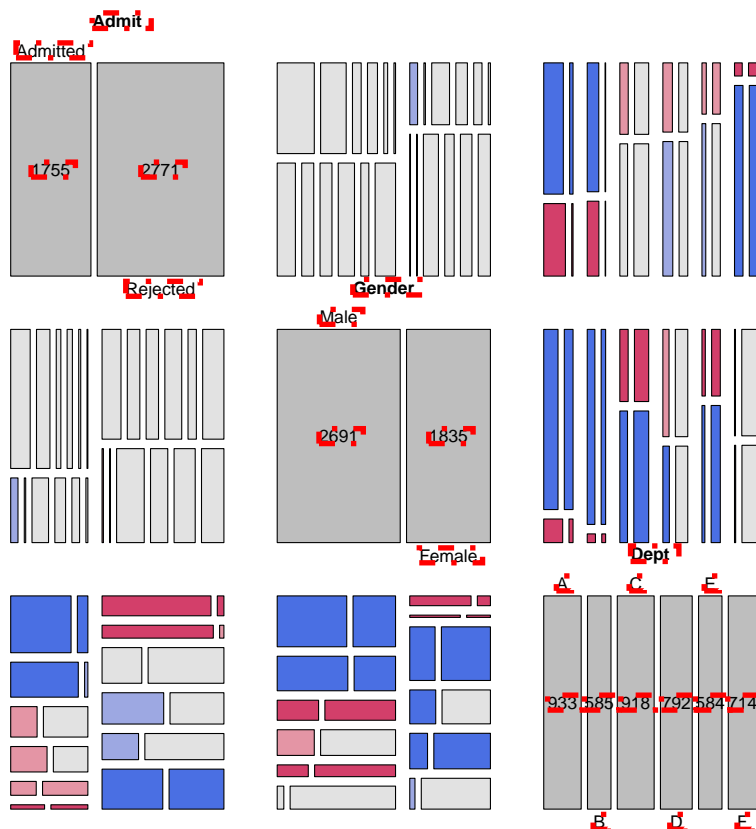 Admit
Admitted
1755 2771
Rejected
Gender
Male
2691 1835
Female
Dept
A C E
933 585 918 792 584 714
B D F